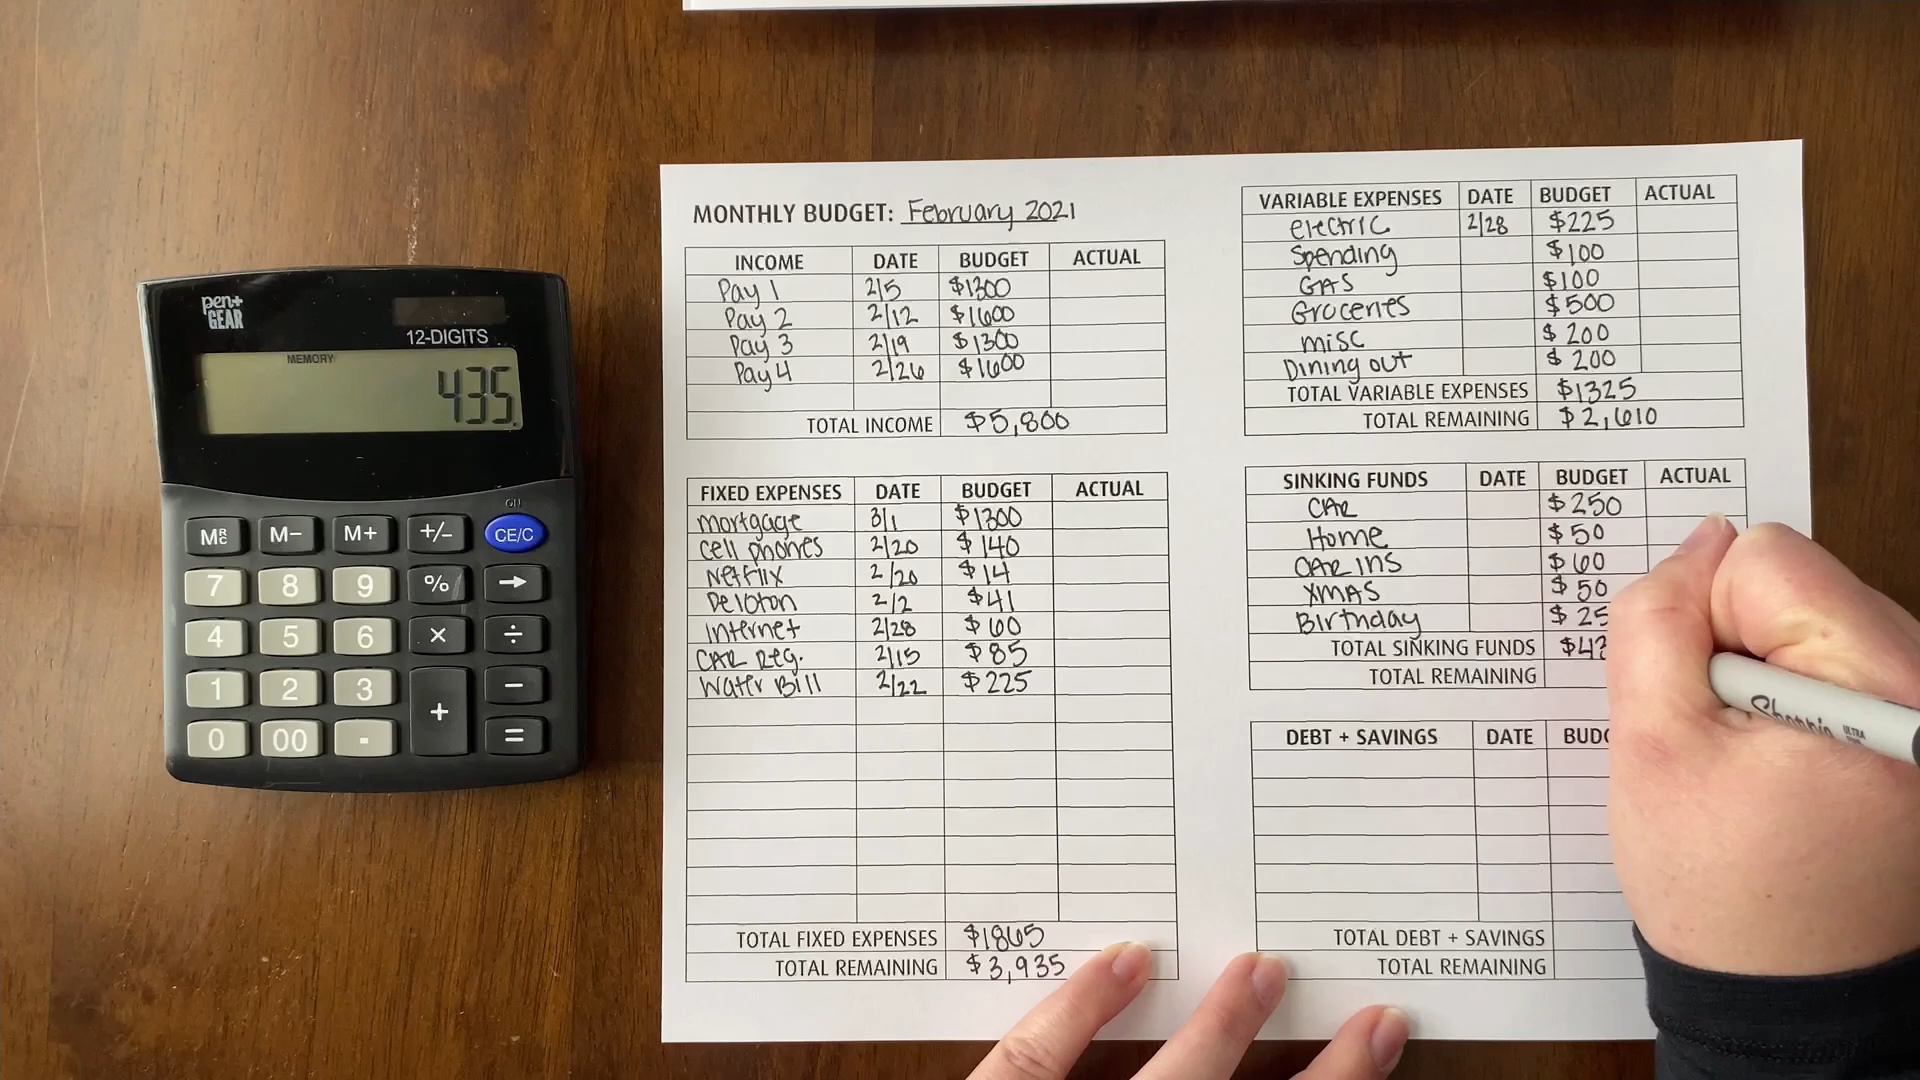 pen+
GEAR
12-DIGITS
MEMORY
435.
ON
MRC M- M+ +/- CE/C
7 8 9 % →
4 5 6 × ÷
1 2 3 + -
0 00 . =
MONTHLY BUDGET: February 2021
INCOME DATE BUDGET ACTUAL
Pay 1 2/5 $1300
Pay 2 2/12 $1600
Pay 3 2/19 $1300
Pay 4 2/26 $1600
TOTAL INCOME $5,800
FIXED EXPENSES DATE BUDGET ACTUAL
mortgage 3/1 $1300
cell phones 2/20 $140
Netflix 2/20 $14
Peloton 2/2 $41
Internet 2/28 $60
CAR Reg. 2/15 $85
Water Bill 2/22 $225
TOTAL FIXED EXPENSES $1865
TOTAL REMAINING $3,935
VARIABLE EXPENSES DATE BUDGET ACTUAL
electric 2/28 $225
Spending $100
GAS $100
Groceries $500
misc $200
Dining out $200
TOTAL VARIABLE EXPENSES $1325
TOTAL REMAINING $2,610
SINKING FUNDS DATE BUDGET ACTUAL
CAR $250
Home $50
CAR INS $60
XMAS $50
Birthday $25
TOTAL SINKING FUNDS
TOTAL REMAINING
DEBT + SAVINGS DATE
TOTAL DEBT + SAVINGS
TOTAL REMAINING
Sharpie
ULTRA